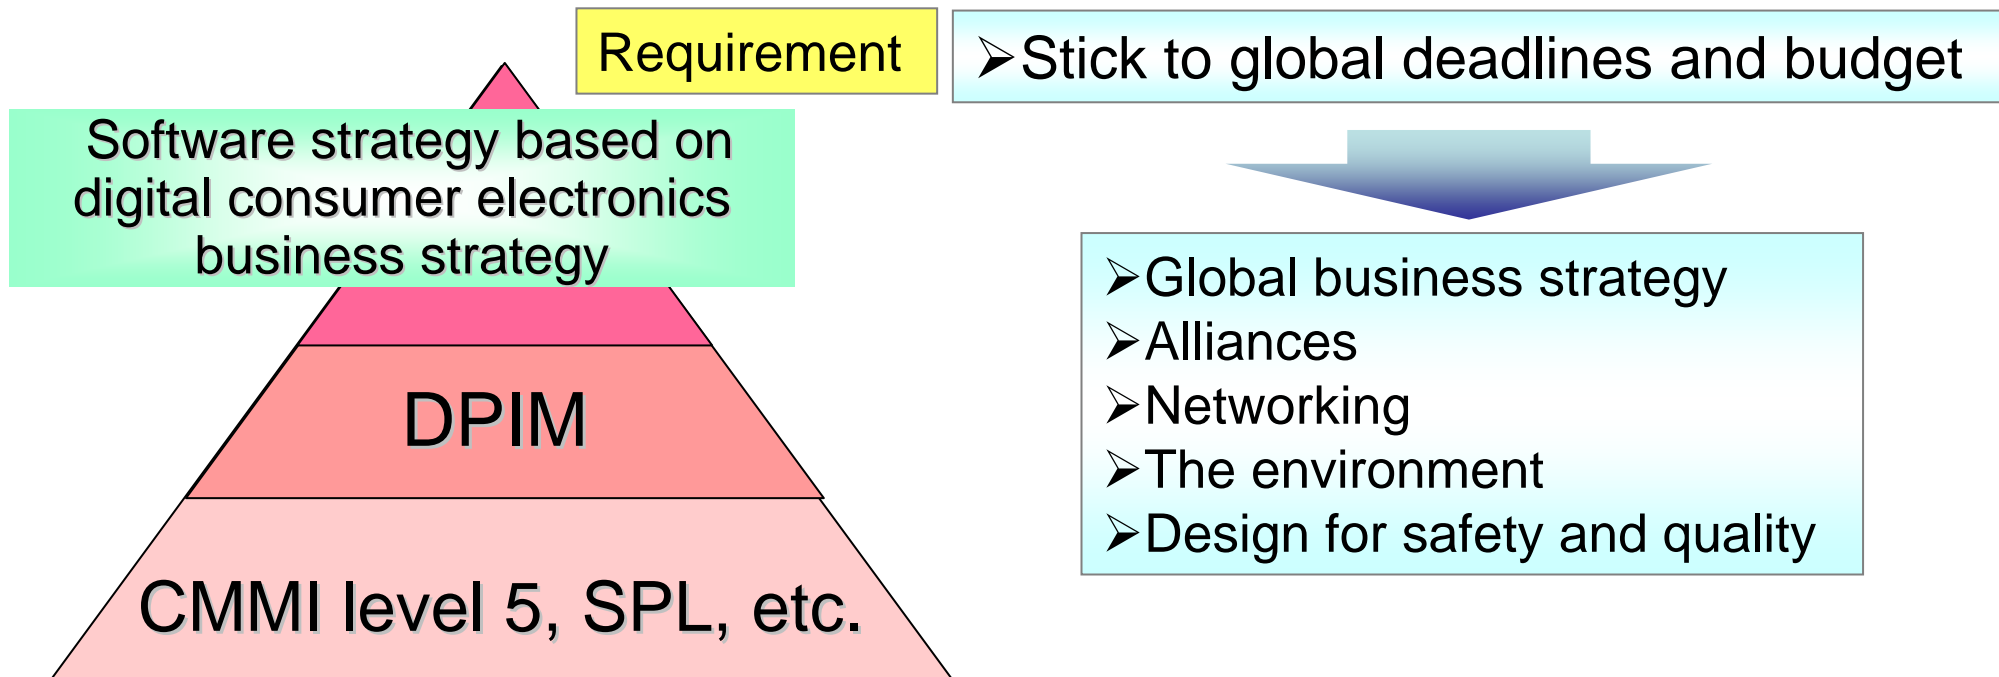 Requirement
➢Stick to global deadlines and budget
Software strategy based on
digital consumer electronics
business strategy
DPIM
CMMI level 5, SPL, etc.
➢Global business strategy
➢Alliances
➢Networking
➢The environment
➢Design for safety and quality